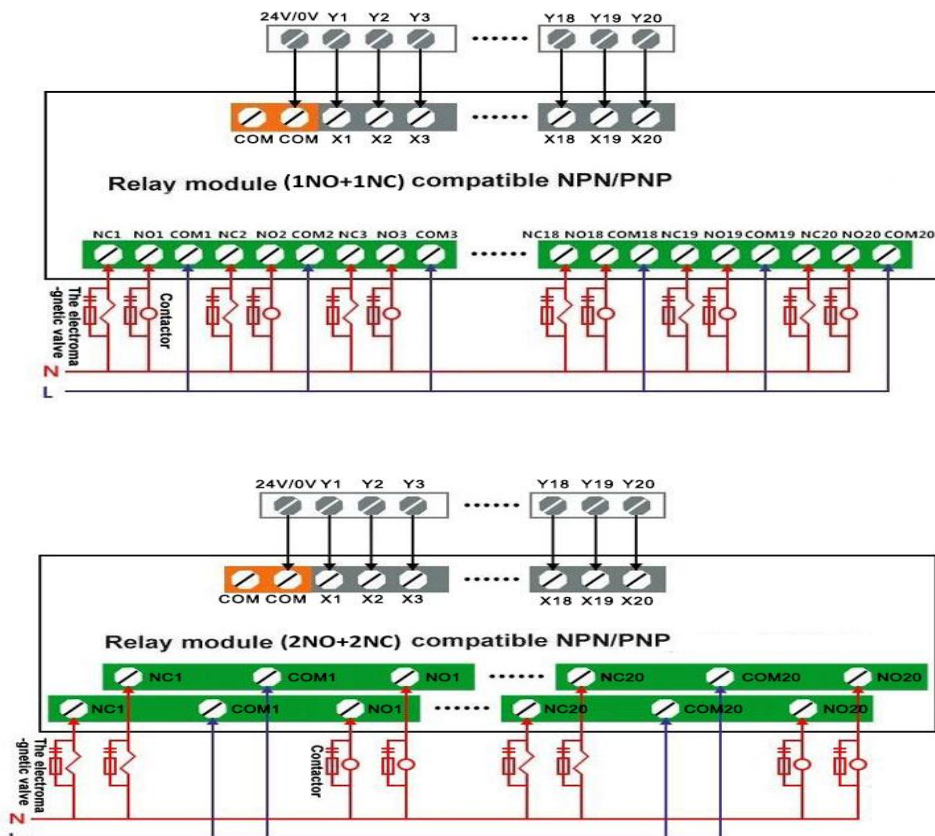 24V/0V Y1 Y2 Y3 Y18 Y19 Y20
COM COM X1 X2 X3 X18 X19 X20
Relay module (1NO+1NC) compatible NPN/PNP
NC1 NO1 COM1 NC2 NO2 COM2 NC3 NO3 COM3 NC18 NO18 COM18 NC19 NO19 COM19 NC20 NO20 COM20
The electroma
-gnetic valve
Contactor
N
L
24V/0V Y1 Y2 Y3 Y18 Y19 Y20
COM COM X1 X2 X3 X18 X19 X20
Relay module (2NO+2NC) compatible NPN/PNP
NC1 COM1 NO1 NC20 COM20 NO20
NC1 COM1 NO1 NC20 COM20 NO20
The electroma
-gnetic valve
Contactor
N